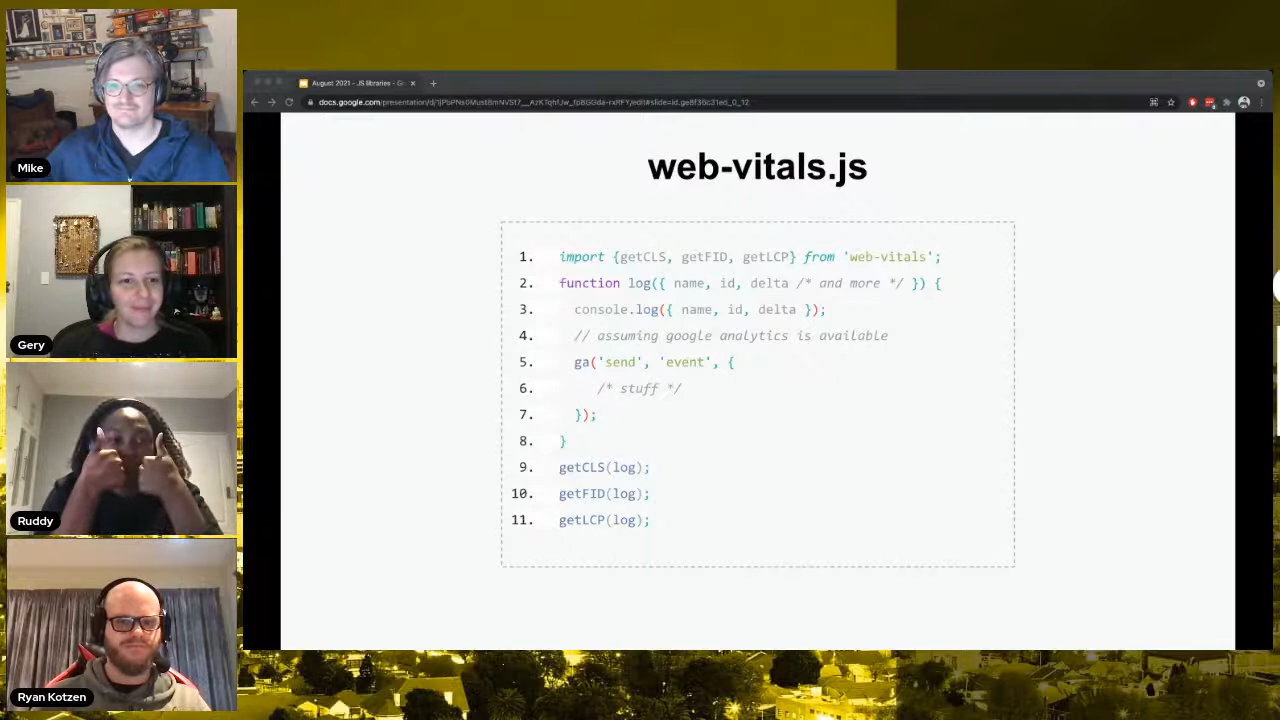 Mike
Gery
Ruddy
Ryan Kotzen
August 2021 - JS libraries - Go
web-vitals.js
1. import {getCLS, getFID, getLCP} from 'web-vitals';
2. function log({ name, id, delta /* and more */ }) {
3. console.log({ name, id, delta });
4. // assuming google analytics is available
5. ga('send', 'event', {
6. /* stuff */
7. });
8. }
9. getCLS(log);
10. getFID(log);
11. getLCP(log);